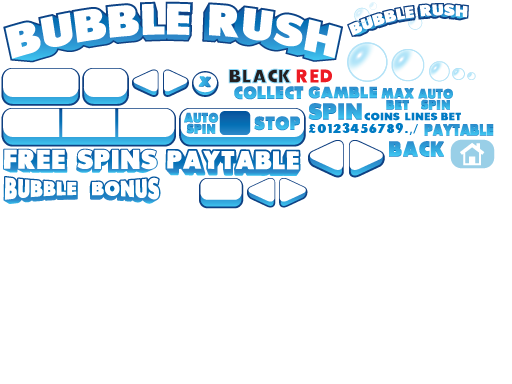 BUBBLE RUSH
BUBBLE RUSH
X
BLACK RED
COLLECT GAMBLE MAX BET AUTO SPIN
AUTO SPIN
STOP
SPIN
COINS LINES BET
£0123456789.,/
PAYTABLE
FREE SPINS
PAYTABLE
BACK
BUBBLE BONUS